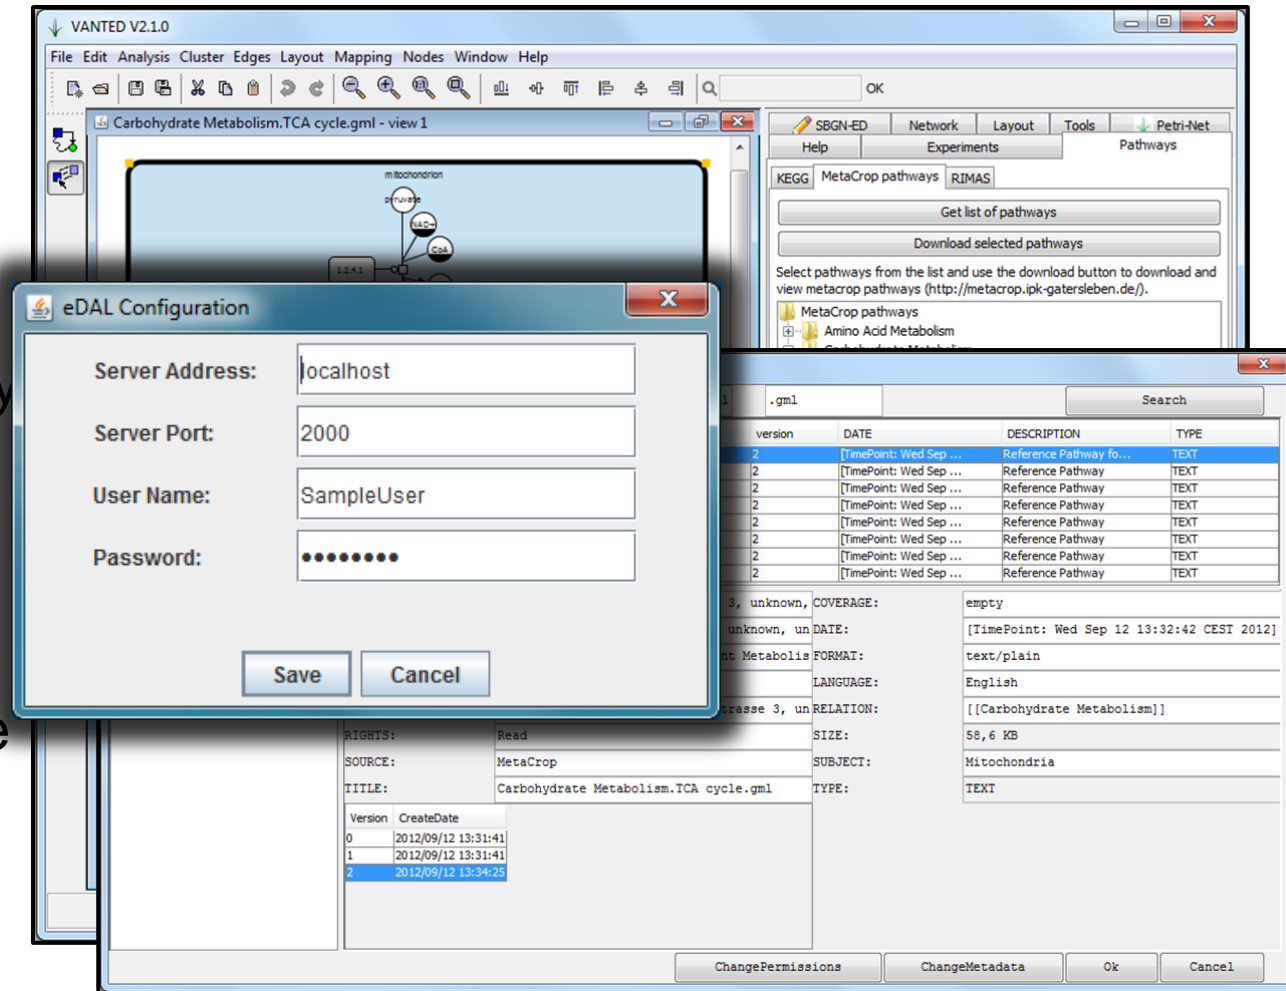 VANTED V2.1.0
File Edit Analysis Cluster Edges Layout Mapping Nodes Window Help
OK
Carbohydrate Metabolism.TCA cycle.gml - view 1
mitochondrion
pyruvate
NAD+
CoA
1.2.4.1
SBGN-ED Network Layout Tools Petri-Net
Help Experiments Pathways
KEGG MetaCrop pathways RIMAS
Get list of pathways
Download selected pathways
Select pathways from the list and use the download button to download and
view metacrop pathways (http://metacrop.ipk-gatersleben.de/).
MetaCrop pathways
Amino Acid Metabolism
Carbohydrate Metabolism
eDAL Configuration
Server Address: localhost
Server Port: 2000
User Name: SampleUser
Password: ••••••••
Save Cancel
y
e
.gml Search
version DATE DESCRIPTION TYPE
2 [TimePoint: Wed Sep ... Reference Pathway fo... TEXT
2 [TimePoint: Wed Sep ... Reference Pathway TEXT
2 [TimePoint: Wed Sep ... Reference Pathway TEXT
2 [TimePoint: Wed Sep ... Reference Pathway TEXT
2 [TimePoint: Wed Sep ... Reference Pathway TEXT
2 [TimePoint: Wed Sep ... Reference Pathway TEXT
2 [TimePoint: Wed Sep ... Reference Pathway TEXT
2 [TimePoint: Wed Sep ... Reference Pathway TEXT
3, unknown, COVERAGE: empty
unknown, un DATE: [TimePoint: Wed Sep 12 13:32:42 CEST 2012]
nt Metabolis FORMAT: text/plain
LANGUAGE: English
trasse 3, un RELATION: [[Carbohydrate Metabolism]]
RIGHTS: Read SIZE: 58,6 KB
SOURCE: MetaCrop SUBJECT: Mitochondria
TITLE: Carbohydrate Metabolism.TCA cycle.gml TYPE: TEXT
Version CreateDate
0 2012/09/12 13:31:41
1 2012/09/12 13:31:41
2 2012/09/12 13:34:25
ChangePermissions ChangeMetadata Ok Cancel